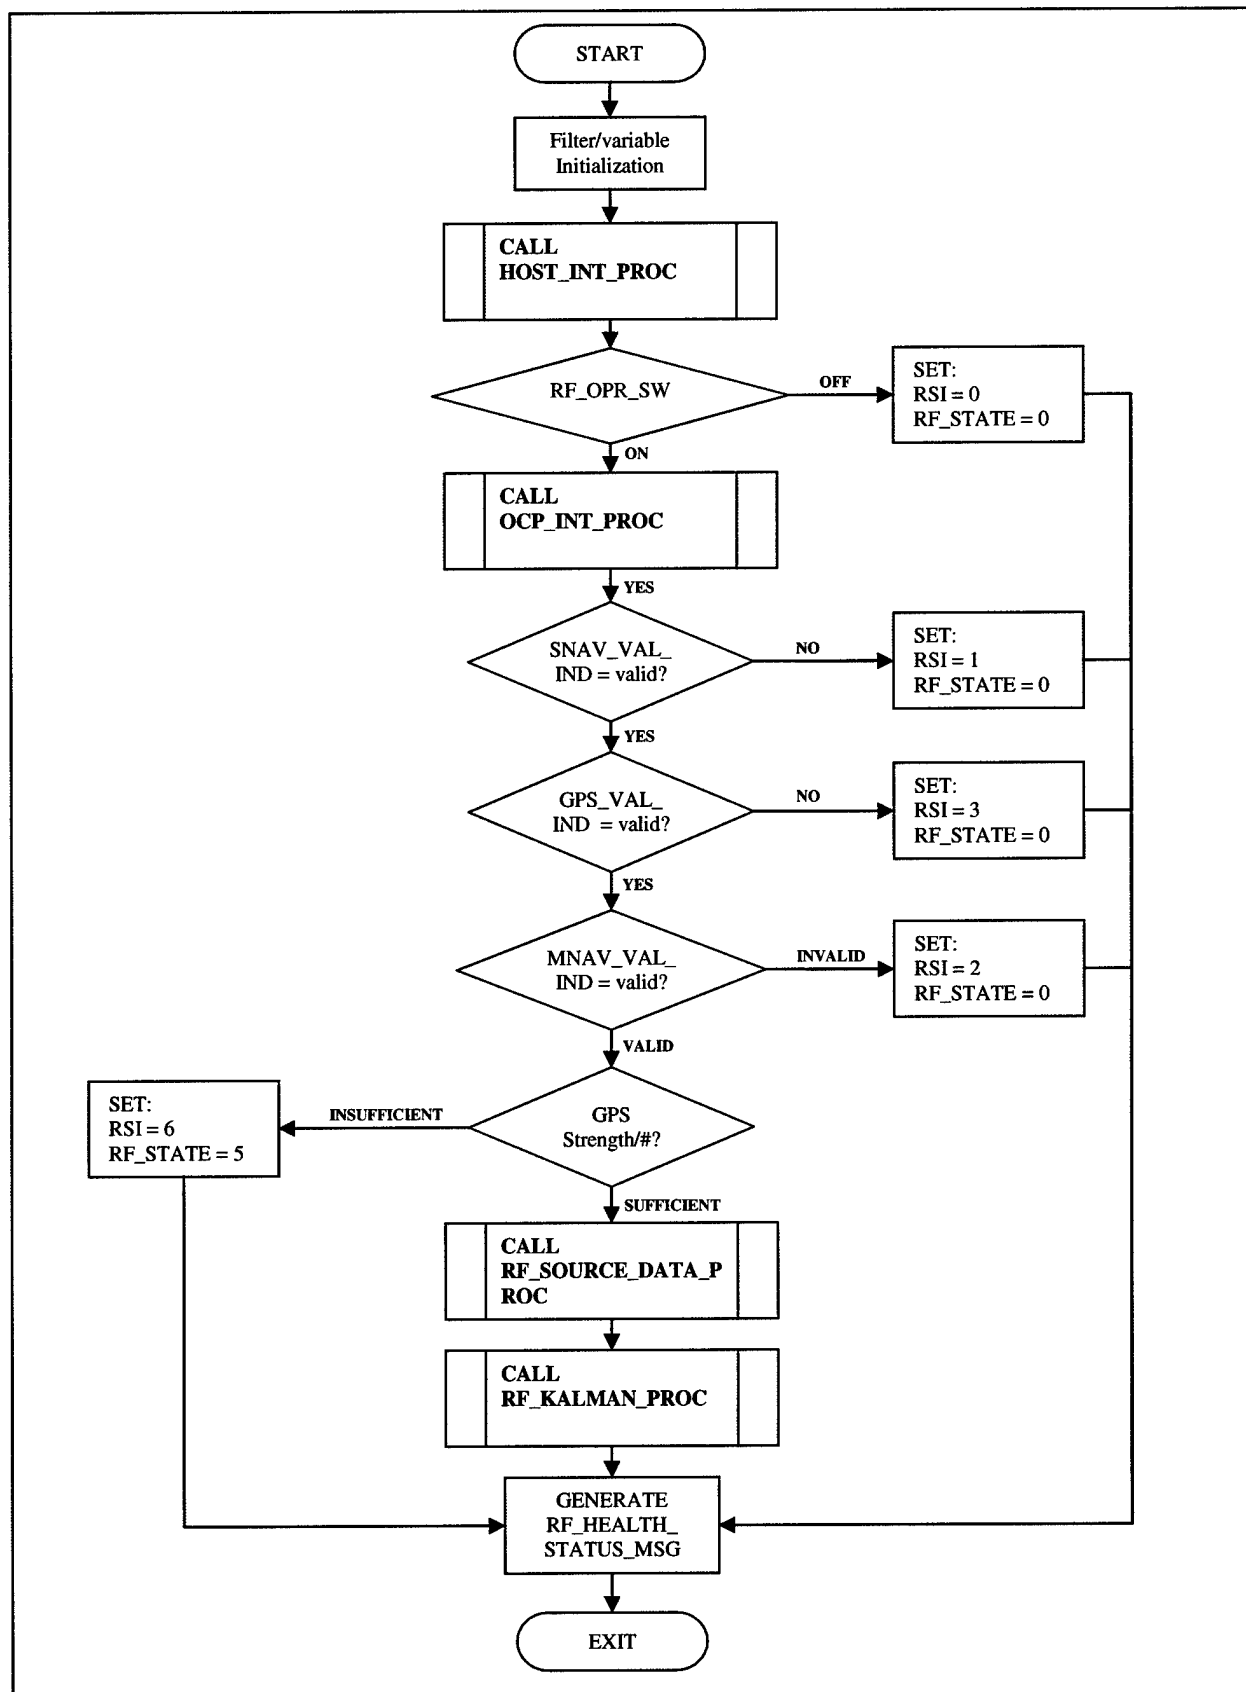 START
Filter/variable
Initialization
CALL
HOST_INT_PROC
RF_OPR_SW
OFF
SET:
RSI = 0
RF_STATE = 0
ON
CALL
OCP_INT_PROC
YES
SNAV_VAL_
IND = valid?
NO
SET:
RSI = 1
RF_STATE = 0
YES
GPS_VAL_
IND = valid?
NO
SET:
RSI = 3
RF_STATE = 0
YES
MNAV_VAL_
IND = valid?
INVALID
SET:
RSI = 2
RF_STATE = 0
VALID
GPS
Strength/#?
INSUFFICIENT
SET:
RSI = 6
RF_STATE = 5
SUFFICIENT
CALL
RF_SOURCE_DATA_P
ROC
CALL
RF_KALMAN_PROC
GENERATE
RF_HEALTH_
STATUS_MSG
EXIT